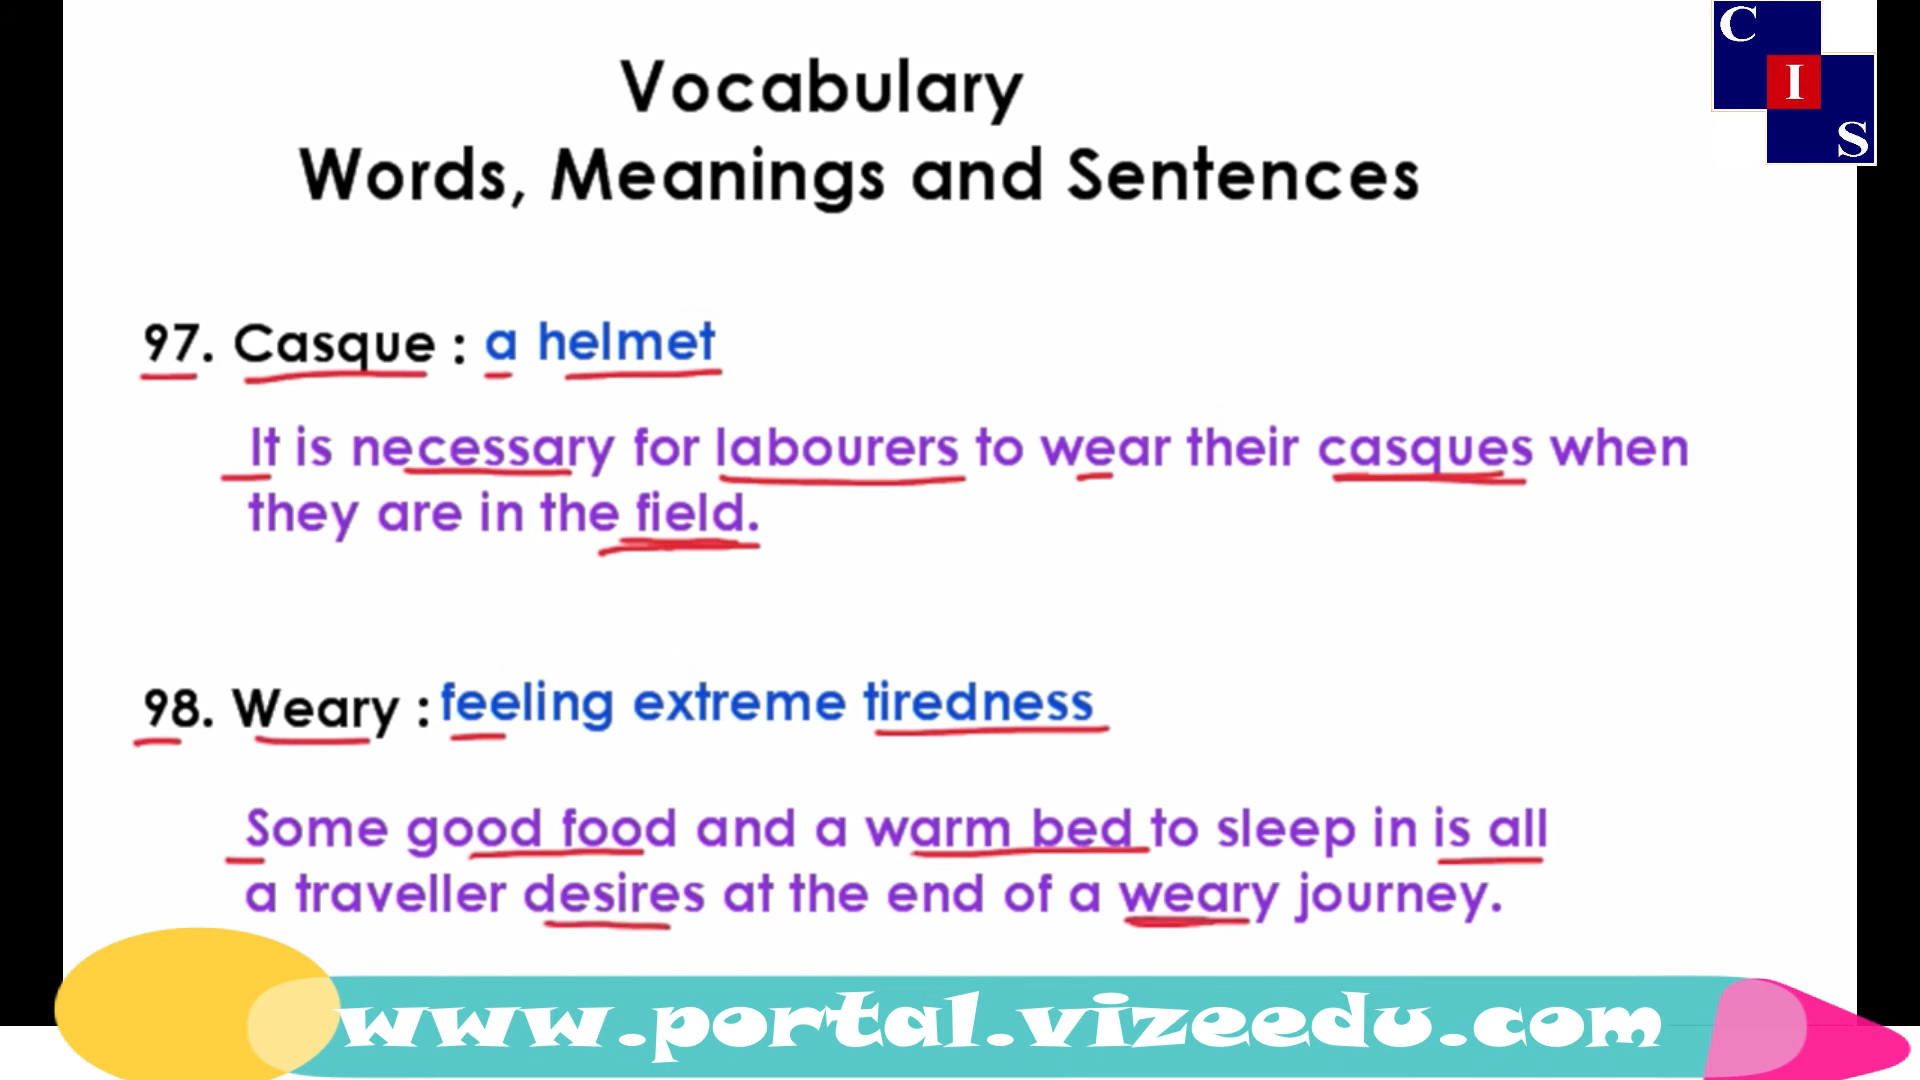 C
I
S
Vocabulary
Words, Meanings and Sentences
97. Casque : a helmet
It is necessary for labourers to wear their casques when
they are in the field.
98. Weary : feeling extreme tiredness
Some good food and a warm bed to sleep in is all
a traveller desires at the end of a weary journey.
www.portal.vizeedu.com